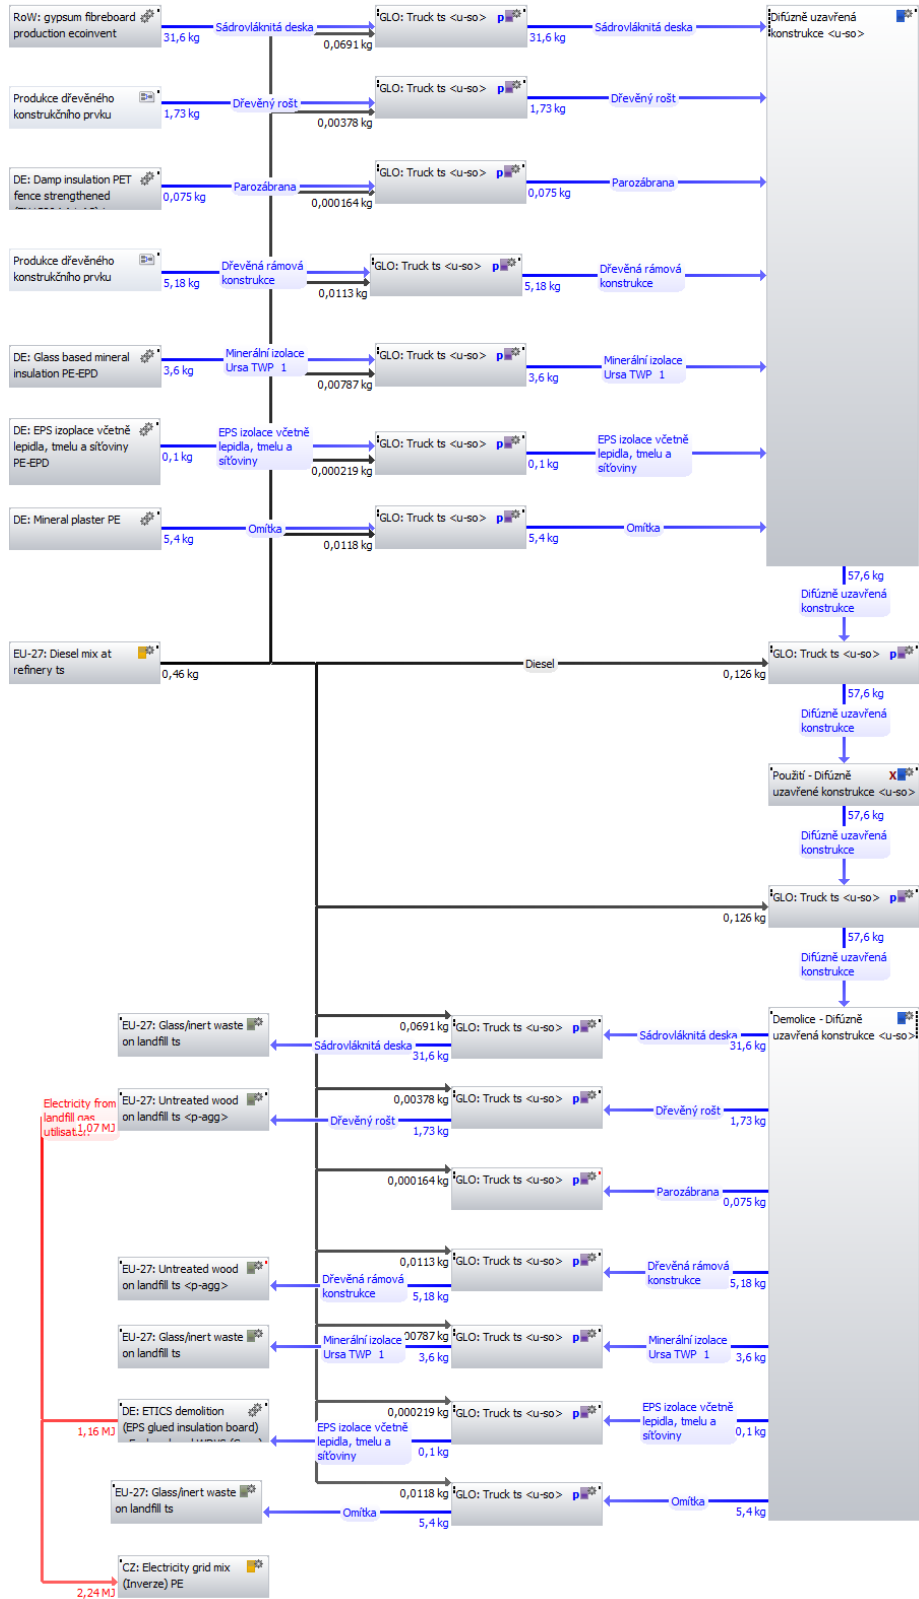 RoW: gypsum fibreboard
production ecoinvent
31,6 kg
Sádrovláknitá deska
0,0691 kg
GLO: Truck ts <u-so> p
31,6 kg
Sádrovláknitá deska
Difúzně uzavřená
konstrukce <u-so>
Produkce dřevěného
konstrukčního prvku
1,73 kg
Dřevěný rošt
0,00378 kg
GLO: Truck ts <u-so> p
1,73 kg
Dřevěný rošt
DE: Damp insulation PET
fence strengthened
0,075 kg
Parozábrana
0,000164 kg
GLO: Truck ts <u-so> p
0,075 kg
Parozábrana
Produkce dřevěného
konstrukčního prvku
5,18 kg
Dřevěná rámová
konstrukce
0,0113 kg
GLO: Truck ts <u-so> p
5,18 kg
Dřevěná rámová
konstrukce
DE: Glass based mineral
insulation PE-EPD
3,6 kg
Minerální izolace
Ursa TWP 1
0,00787 kg
GLO: Truck ts <u-so> p
3,6 kg
Minerální izolace
Ursa TWP 1
DE: EPS izoplace včetně
lepidla, tmelu a síťoviny
PE-EPD
0,1 kg
EPS izolace včetně
lepidla, tmelu a
síťoviny
0,000219 kg
GLO: Truck ts <u-so> p
0,1 kg
EPS izolace včetně
lepidla, tmelu a
síťoviny
DE: Mineral plaster PE
5,4 kg
Omítka
0,0118 kg
GLO: Truck ts <u-so> p
5,4 kg
Omítka
57,6 kg
Difúzně uzavřená
konstrukce
EU-27: Diesel mix at
refinery ts
0,46 kg
Diesel
0,126 kg
GLO: Truck ts <u-so> p
57,6 kg
Difúzně uzavřená
konstrukce
Použití - Difúzně X
uzavřené konstrukce <u-so>
57,6 kg
Difúzně uzavřená
konstrukce
0,126 kg
GLO: Truck ts <u-so> p
57,6 kg
Difúzně uzavřená
konstrukce
Demolice - Difúzně
uzavřená konstrukce <u-so>
EU-27: Glass/inert waste
on landfill ts
0,0691 kg
Sádrovláknitá deska
31,6 kg
GLO: Truck ts <u-so> p
Sádrovláknitá deska
31,6 kg
Electricity from
landfill gas
1,07 MJ
EU-27: Untreated wood
on landfill ts <p-agg>
0,00378 kg
Dřevěný rošt
1,73 kg
GLO: Truck ts <u-so> p
Dřevěný rošt
1,73 kg
0,000164 kg
GLO: Truck ts <u-so> p
Parozábrana
0,075 kg
EU-27: Untreated wood
on landfill ts <p-agg>
0,0113 kg
Dřevěná rámová
konstrukce
5,18 kg
GLO: Truck ts <u-so> p
Dřevěná rámová
konstrukce
5,18 kg
EU-27: Glass/inert waste
on landfill ts
00787 kg
Minerální izolace
Ursa TWP 1
3,6 kg
GLO: Truck ts <u-so> p
Minerální izolace
Ursa TWP 1
3,6 kg
1,16 MJ
DE: ETICS demolition
(EPS glued insulation board)
0,000219 kg
EPS izolace včetně
lepidla, tmelu a
síťoviny
0,1 kg
GLO: Truck ts <u-so> p
EPS izolace včetně
lepidla, tmelu a
síťoviny
0,1 kg
EU-27: Glass/inert waste
on landfill ts
0,0118 kg
Omítka
5,4 kg
GLO: Truck ts <u-so> p
Omítka
5,4 kg
2,24 MJ
CZ: Electricity grid mix
(Inverze) PE